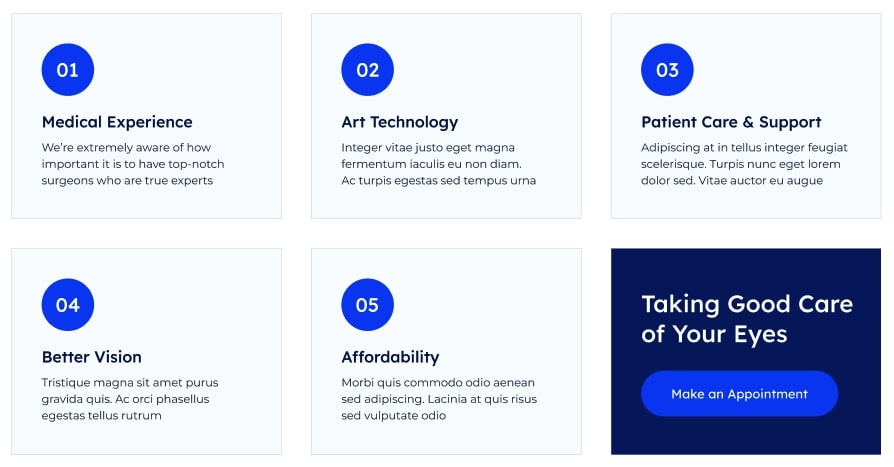 01
Medical Experience
We're extremely aware of how
important it is to have top-notch
surgeons who are true experts
02
Art Technology
Integer vitae justo eget magna
fermentum iaculis eu non diam.
Ac turpis egestas sed tempus urna
03
Patient Care & Support
Adipiscing at in tellus integer feugiat
scelerisque. Turpis nunc eget lorem
dolor sed. Vitae auctor eu augue
04
Better Vision
Tristique magna sit amet purus
gravida quis. Ac orci phasellus
egestas tellus rutrum
05
Affordability
Morbi quis commodo odio aenean
sed adipiscing. Lacinia at quis risus
sed vulputate odio
Taking Good Care
of Your Eyes
Make an Appointment